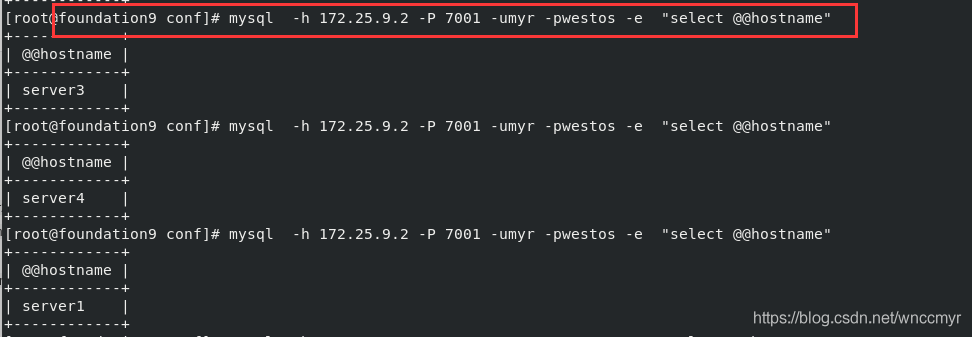 [root@foundation9 conf]# mysql  -h 172.25.9.2 -P 7001 -umyr -pwestos -e  "select @@hostname"
+------------+
| @@hostname |
+------------+
| server3    |
+------------+
[root@foundation9 conf]# mysql  -h 172.25.9.2 -P 7001 -umyr -pwestos -e  "select @@hostname"
+------------+
| @@hostname |
+------------+
| server4    |
+------------+
[root@foundation9 conf]# mysql  -h 172.25.9.2 -P 7001 -umyr -pwestos -e  "select @@hostname"
+------------+
| @@hostname |
+------------+
| server1    |
+------------+
https://blog.csdn.net/wnccmyr